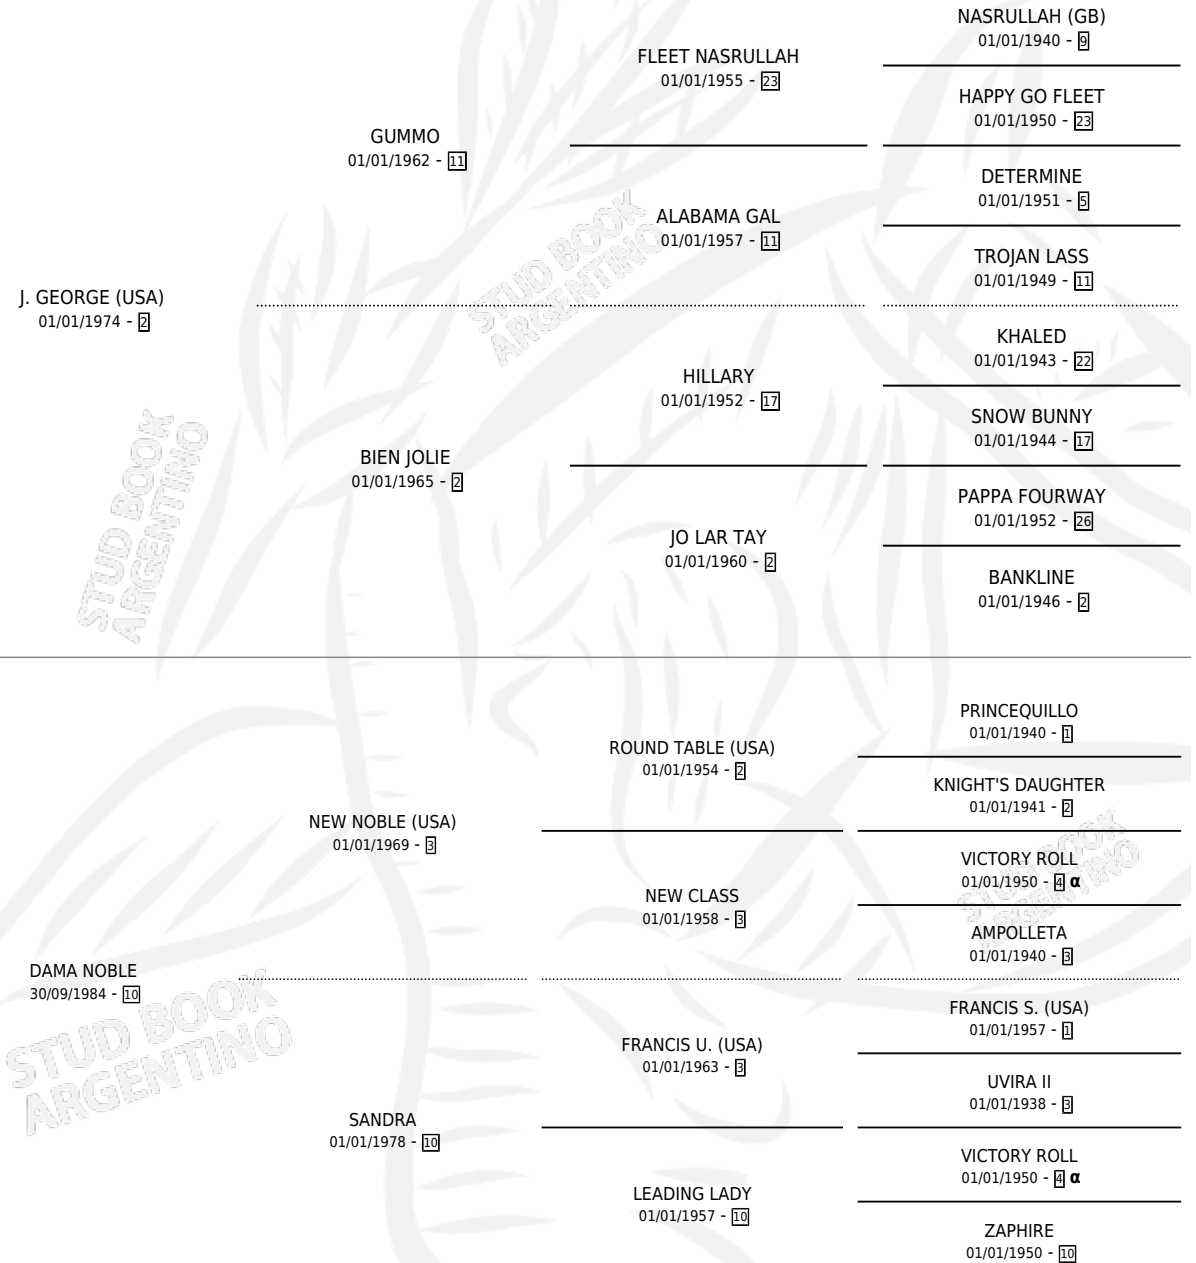 NASRULLAH (GB)
01/01/1940 - 9
FLEET NASRULLAH
01/01/1955 - 23
HAPPY GO FLEET
01/01/1950 - 23
GUMMO
01/01/1962 - 11
DETERMINE
01/01/1951 - 5
ALABAMA GAL
01/01/1957 - 11
TROJAN LASS
01/01/1949 - 11
J. GEORGE (USA)
01/01/1974 - 2
KHALED
01/01/1943 - 22
HILLARY
01/01/1952 - 17
SNOW BUNNY
01/01/1944 - 17
BIEN JOLIE
01/01/1965 - 2
PAPPA FOURWAY
01/01/1952 - 26
JO LAR TAY
01/01/1960 - 2
BANKLINE
01/01/1946 - 2
STUD BOOK
ARGENTINO
STUD BOOK
ARGENTINO
PRINCEQUILLO
01/01/1940 - 1
ROUND TABLE (USA)
01/01/1954 - 2
KNIGHT'S DAUGHTER
01/01/1941 - 2
NEW NOBLE (USA)
01/01/1969 - 3
VICTORY ROLL
01/01/1950 - 4 α
NEW CLASS
01/01/1958 - 3
AMPOLLETA
01/01/1940 - 3
DAMA NOBLE
30/09/1984 - 10
FRANCIS S. (USA)
01/01/1957 - 1
FRANCIS U. (USA)
01/01/1963 - 3
UVIRA II
01/01/1938 - 3
SANDRA
01/01/1978 - 10
VICTORY ROLL
01/01/1950 - 4 α
LEADING LADY
01/01/1957 - 10
ZAPHIRE
01/01/1950 - 10
STUD BOOK
ARGENTINO
STUD BOOK
ARGENTINO